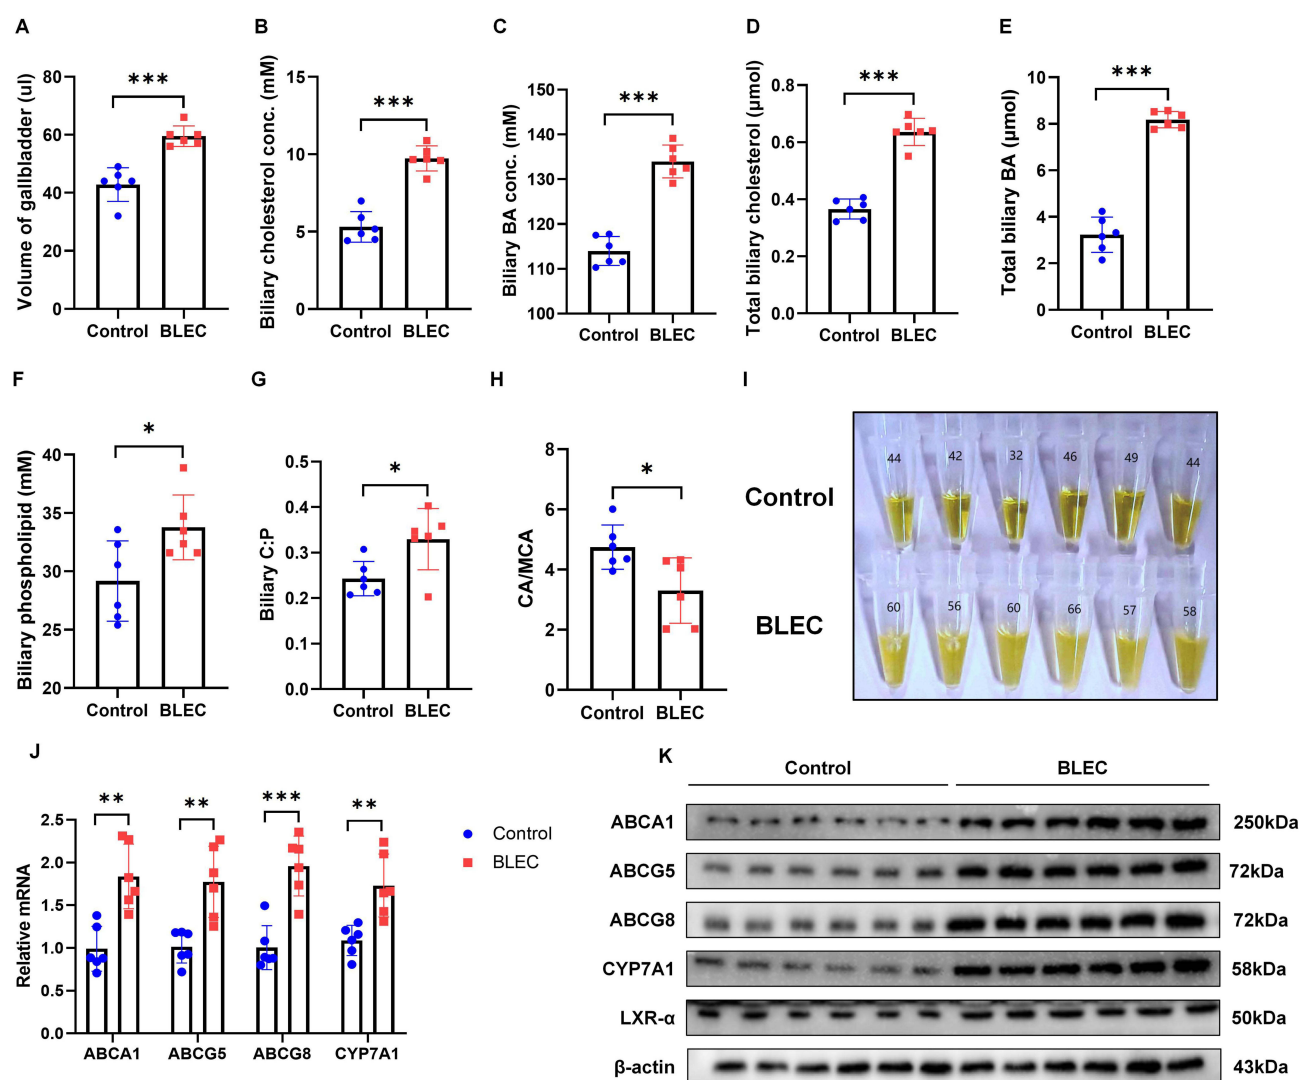 A
Volume of gallbladder (ul)
80
60
40
20
0
***
Control BLEC
B
Biliary cholesterol conc. (mM)
15
10
5
0
***
Control BLEC
C
Biliary BA conc. (mM)
150
140
130
120
110
100
***
Control BLEC
D
Total biliary cholesterol (μmol)
0.8
0.6
0.4
0.2
0.0
***
Control BLEC
E
Total biliary BA (μmol)
10
8
6
4
2
0
***
Control BLEC
F
Biliary phospholipid (mM)
40
35
30
25
20
*
Control BLEC
G
Biliary C:P
0.5
0.4
0.3
0.2
0.1
0.0
*
Control BLEC
H
CA/MCA
8
6
4
2
0
*
Control BLEC
I
Control
44 42 32 46 49 44
BLEC
60 56 60 66 57 58
J
Relative mRNA
2.5
2.0
1.5
1.0
0.5
0.0
** ** *** **
ABCA1 ABCG5 ABCG8 CYP7A1
Control
BLEC
K
Control BLEC
ABCA1 250kDa
ABCG5 72kDa
ABCG8 72kDa
CYP7A1 58kDa
LXR-α 50kDa
β-actin 43kDa